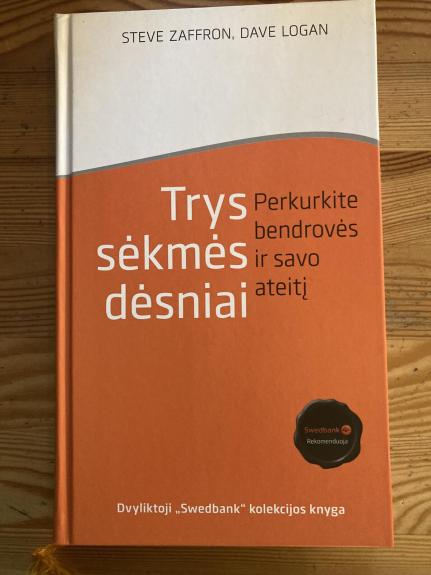 STEVE ZAFFRON, DAVE LOGAN
Trys
sėkmės
dėsniai
Perkurkite
bendrovės
ir savo
ateitį
Swedbank
Rekomenduoja
Dvyliktoji „Swedbank“ kolekcijos knyga